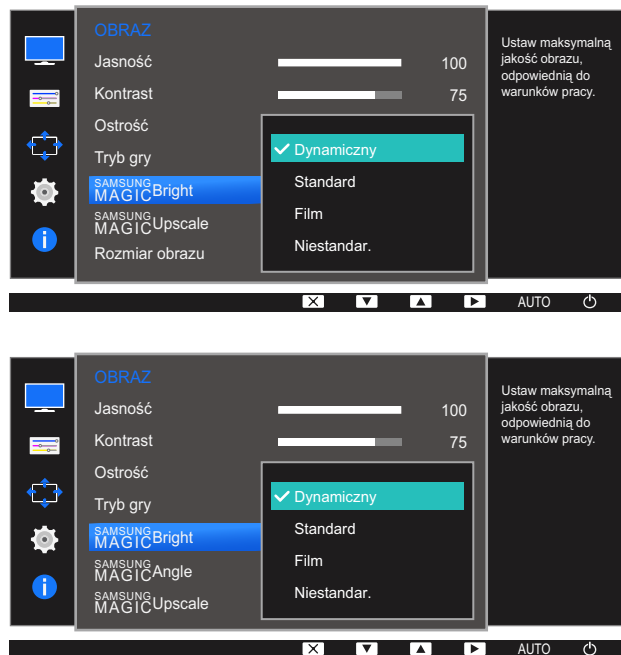 OBRAZ
Jasność 100
Kontrast 75
Ostrość
Tryb gry
SAMSUNG MAGIC Bright
SAMSUNG MAGIC Upscale
Rozmiar obrazu
Dynamiczny
Standard
Film
Niestandar.
Ustaw maksymalną
jakość obrazu,
odpowiednią do
warunków pracy.
AUTO
OBRAZ
Jasność 100
Kontrast 75
Ostrość
Tryb gry
SAMSUNG MAGIC Bright
SAMSUNG MAGIC Angle
SAMSUNG MAGIC Upscale
Dynamiczny
Standard
Film
Niestandar.
Ustaw maksymalną
jakość obrazu,
odpowiednią do
warunków pracy.
AUTO